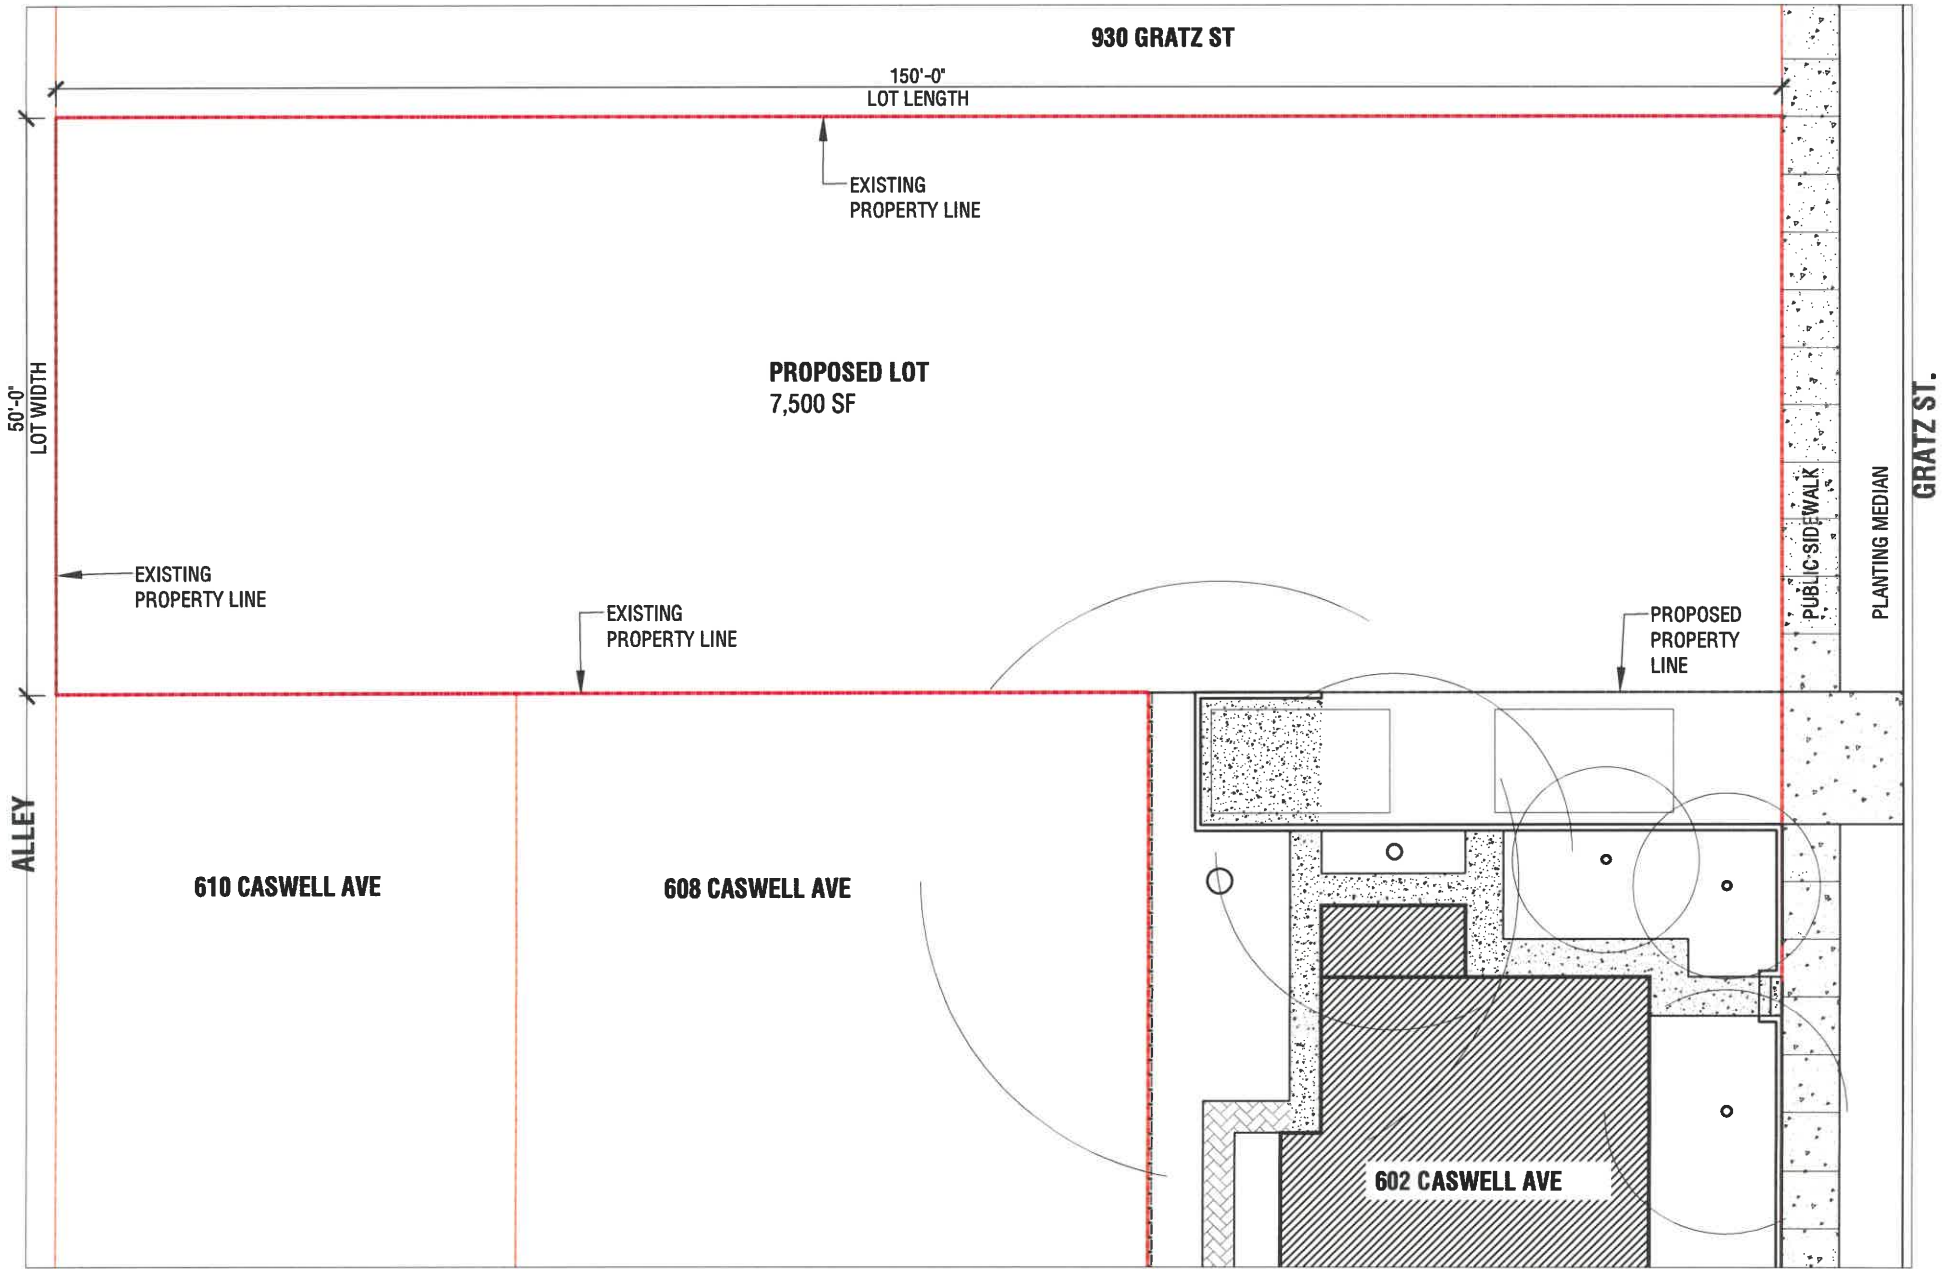 930 GRATZ ST
150'-0"
LOT LENGTH
EXISTING
PROPERTY LINE
PROPOSED LOT
7,500 SF
50'-0"
LOT WIDTH
GRATZ ST.
PUBLIC SIDEWALK
PLANTING MEDIAN
EXISTING
PROPERTY LINE
EXISTING
PROPERTY LINE
PROPOSED
PROPERTY
LINE
ALLEY
610 CASWELL AVE
608 CASWELL AVE
602 CASWELL AVE